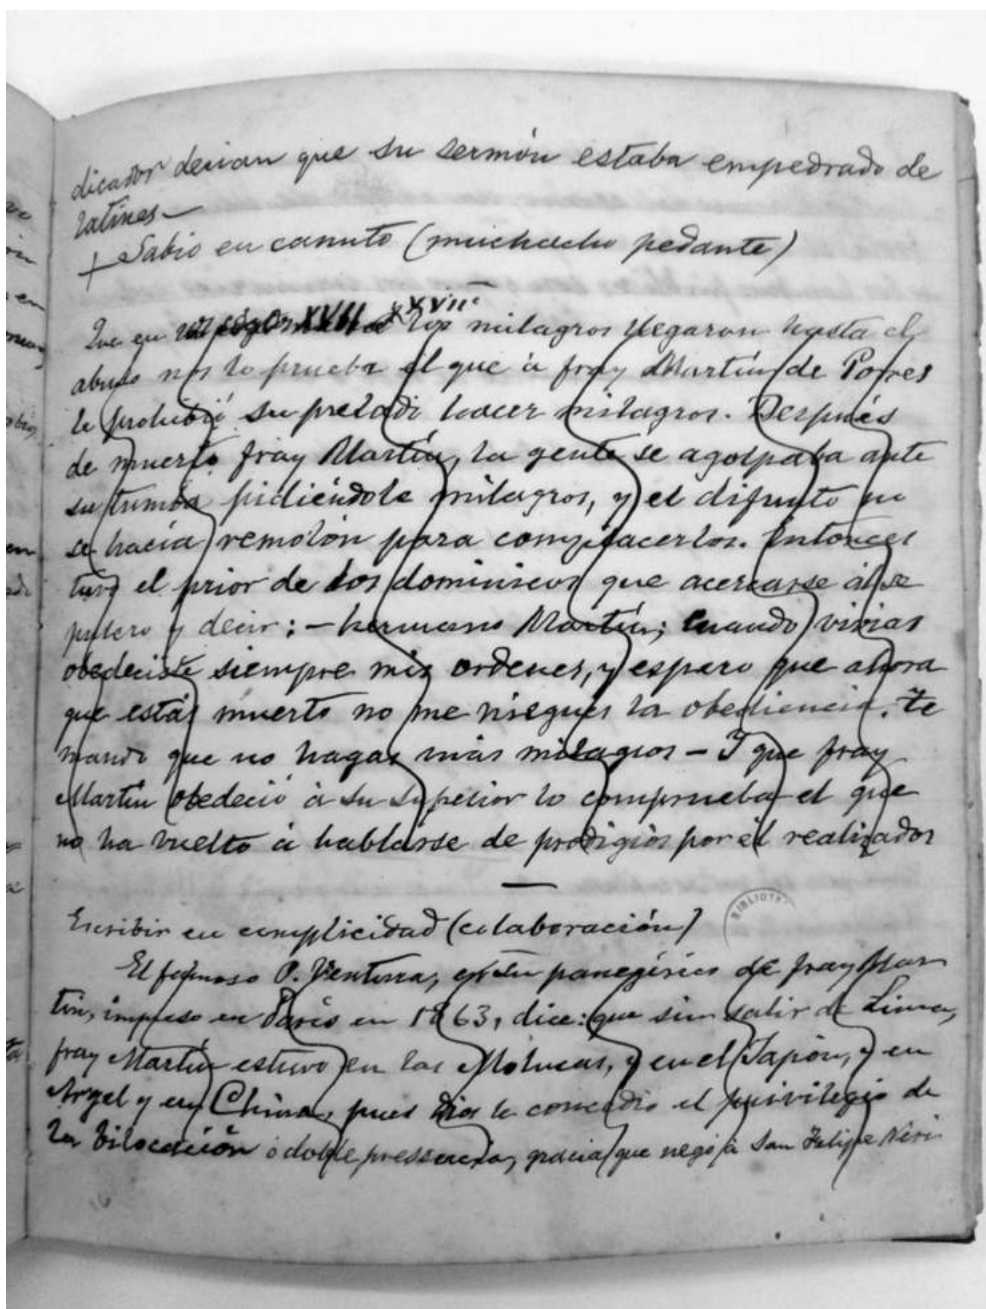 dicador decian que su sermón estaba empedrado de
latines—
+ Sabio en canuto (muchacho pedante)
Que en XVII los milagros llegaron hasta el
abuso nos lo prueba el que á fray Martín de Porres
le prohibió su prelado hacer milagros. Después
de muerto fray Martín, la gente se agolpaba ante
su tumba pidiéndole milagros, y el difunto no
se hacía remolón para complacerlos. Entonces
tuvo el prior de los dominicos que acercarse al se
pulcro y decir: – hermano Martín; cuando vivias
obedeciste siempre mis ordenes, y espero que ahora
que estás muerto no me niegues la obediencia. te
mando que no hagas más milagros – I que fray
Martín obedeció á su superior lo comprueba el que
no ha vuelto á hablarse de prodigios por él realizados
Escribir en complicidad (colaboración)
El famoso P. Ventura, en su panegírico de fray Mar
tín, impreso en Paris en 1863, dice: que sin salir de Lima,
fray Martín estuvo en las Molucas, y en el Japón, y en
Argel y en China, pues Dios le concedió el privilegio de
la bilocación ó doble pressencia, gracia que negó á San Felipe Neri
BIBLIOTE